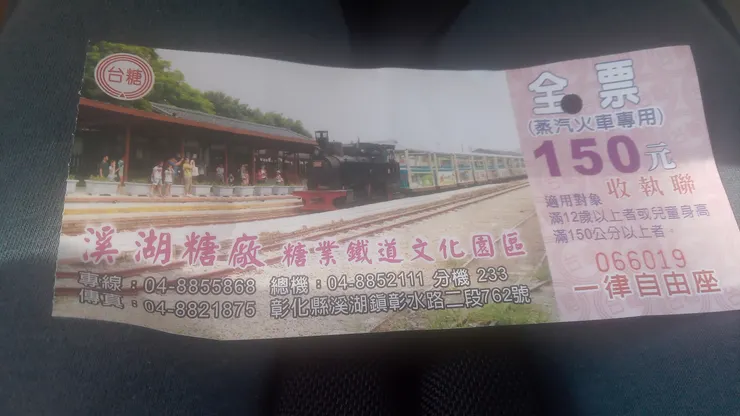 台糖
溪湖糖廠 糖業鐵道文化園區
專線：04-8855868 總機：04-8852111 分機 233
傳真：04-8821875 彰化縣溪湖鎮彰水路二段762號
全票
(蒸汽火車專用)
150元
收執聯
適用對象
滿12歲以上者或兒童身高
滿150公分以上者。
066019
一律自由座